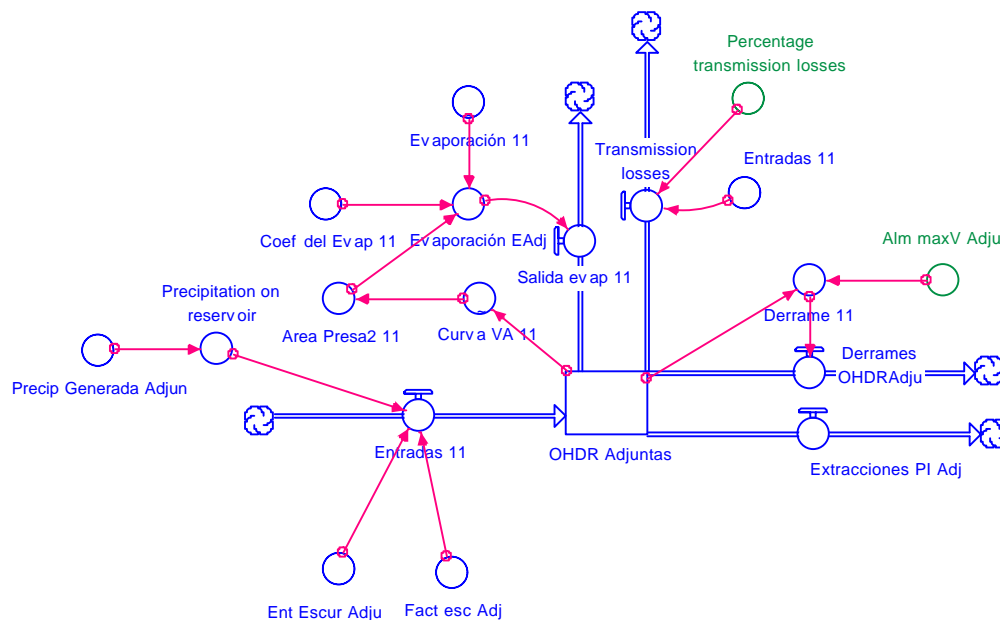 Percentage
transmission losses
Evaporación 11
Transmission
losses
Entradas 11
Coef del Evap 11
Evaporación EAdj
Alm maxV Adju
Salida evap 11
Precipitation on
reservoir
Area Presa2 11
Curva VA 11
Derrame 11
Precip Generada Adjun
Derrames
OHDRAdju
Entradas 11
OHDR Adjuntas
Extracciones PI Adj
Ent Escur Adju
Fact esc Adj